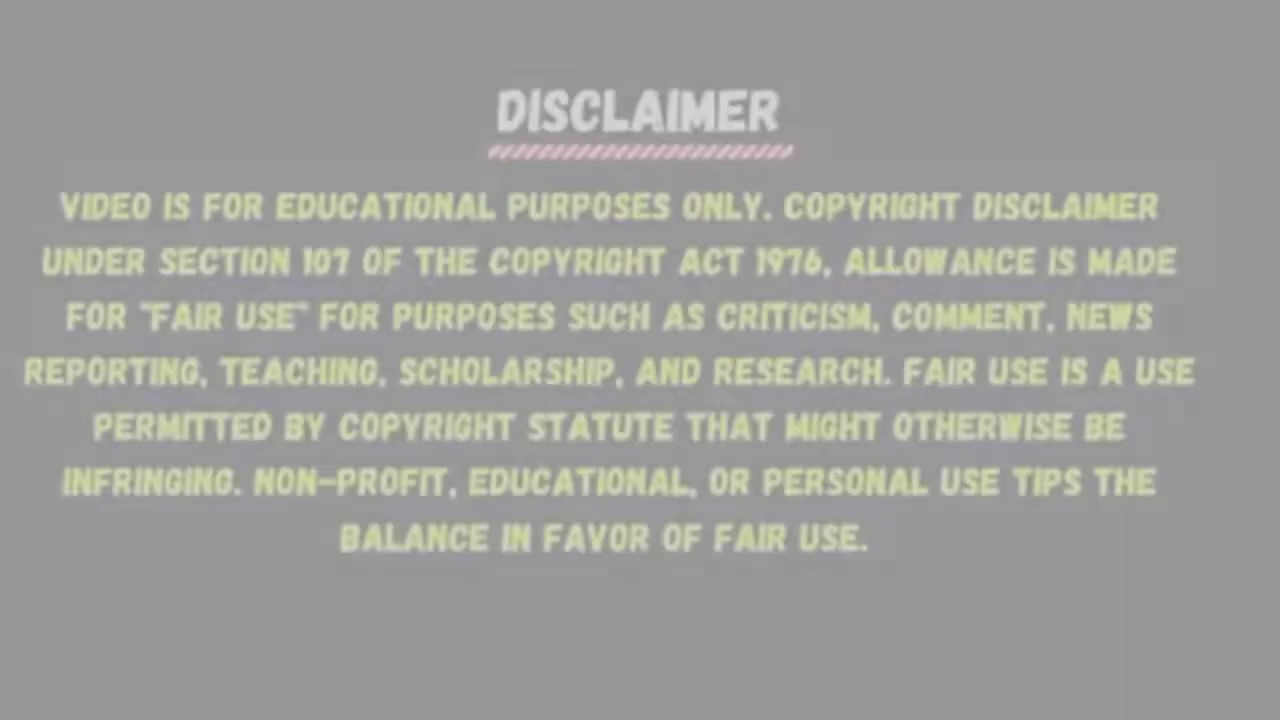 DISCLAIMER
VIDEO IS FOR EDUCATIONAL PURPOSES ONLY. COPYRIGHT DISCLAIMER
UNDER SECTION 107 OF THE COPYRIGHT ACT 1976, ALLOWANCE IS MADE
FOR "FAIR USE" FOR PURPOSES SUCH AS CRITICISM, COMMENT, NEWS
REPORTING, TEACHING, SCHOLARSHIP, AND RESEARCH. FAIR USE IS A USE
PERMITTED BY COPYRIGHT STATUTE THAT MIGHT OTHERWISE BE
INFRINGING. NON-PROFIT, EDUCATIONAL, OR PERSONAL USE TIPS THE
BALANCE IN FAVOR OF FAIR USE.